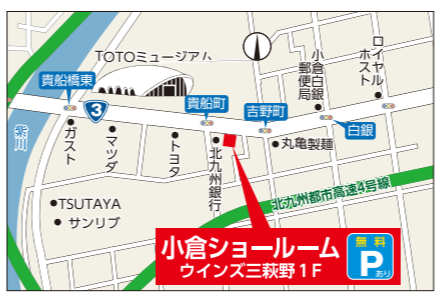 TOTOミュージアム
小倉白銀
郵便局
ロイヤル
ホスト
貴船橋東
3
貴船町
吉野町
白銀
紫川
ガスト
マツダ
トヨタ
北九州銀行
丸亀製麺
TSUTAYA
サンリブ
北九州都市高速4号線
小倉ショールーム
ウインズ三萩野1F
無料
P
あり